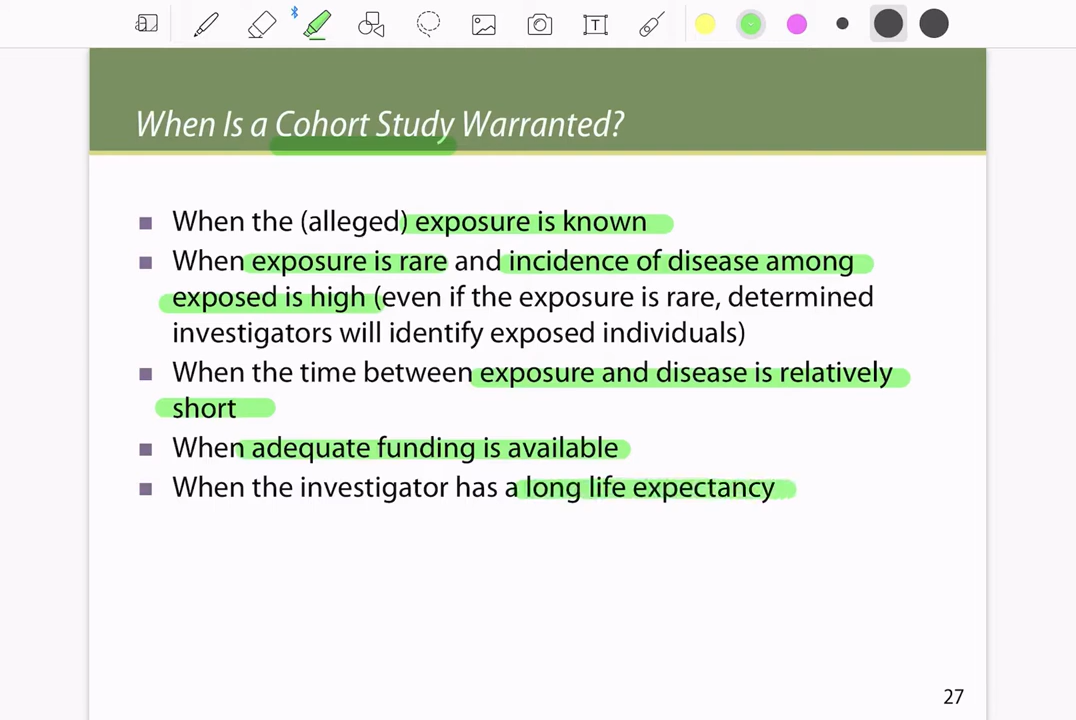 T
When Is a Cohort Study Warranted?
When the (alleged) exposure is known
When exposure is rare and incidence of disease among
exposed is high (even if the exposure is rare, determined
investigators will identify exposed individuals)
When the time between exposure and disease is relatively
short
When adequate funding is available
When the investigator has a long life expectancy
27